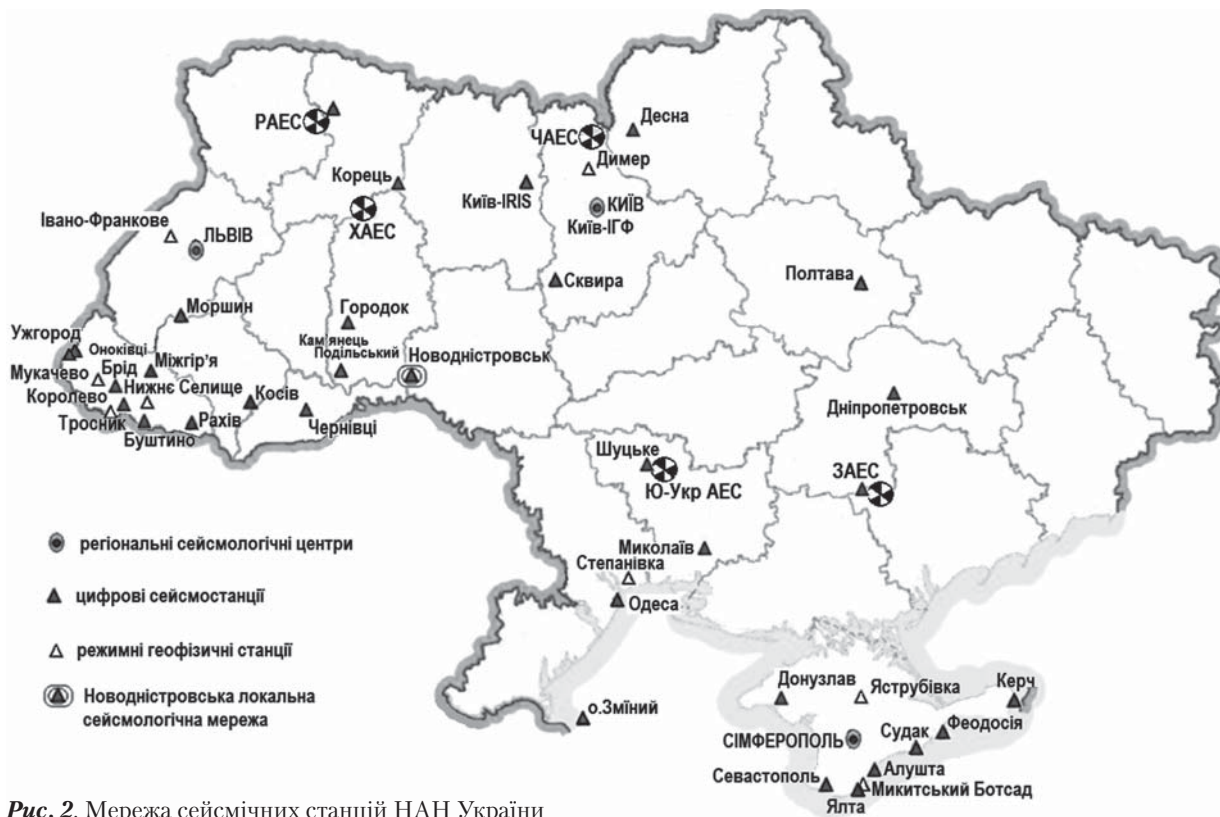 Десна
РАЕС
ЧАЕС
Димер
Корець
Київ-IRIS
КИЇВ
Івано-Франкове
ХАЕС
Київ-ІГФ
ЛЬВІВ
Сквира
Полтава
Моршин
Городок
Ужгород
Оноківці
Кам'янець
Подільський
Новодністровськ
Мукачево
Брід
Міжгір'я
Нижнє Селище
Королево
Косів
Тросник
Рахів
Чернівці
Дніпропетровськ
Буштино
Шуцьке
ЗАЕС
Ю-Укр АЕС
регіональні сейсмологічні центри
Миколаїв
Степанівка
цифрові сейсмостанції
Одеса
режимні геофізичні станції
Новодністровська локальна
сейсмологічна мережа
Донузлав
Яструбівка
Керч
о.Зміїний
Феодосія
Судак
СІМФЕРОПОЛЬ
Алушта
Севастополь
Микитський Ботсад
Ялта
Рис. 2. Мережа сейсмічних станцій НАН України